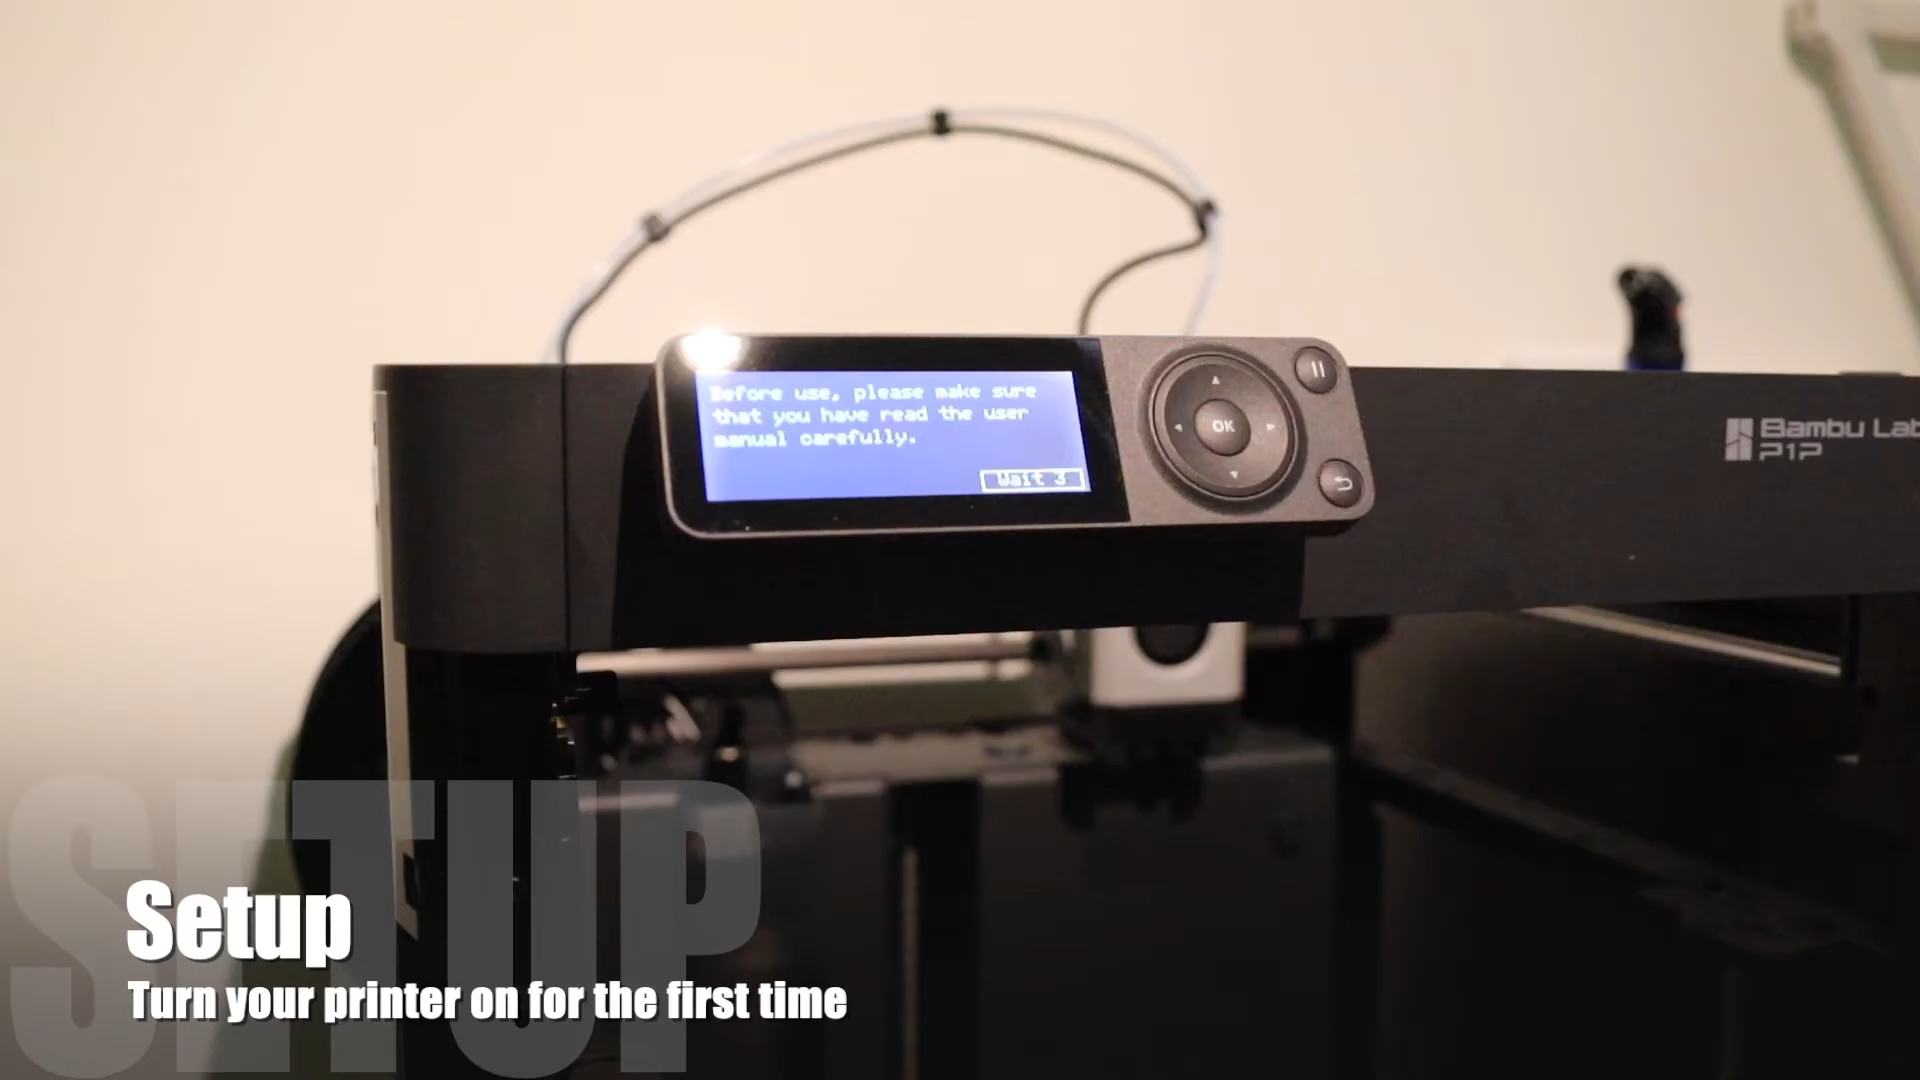 Before use, please make sure
that you have read the user
manual carefully.
Wait 3
OK
Bambu Lab
P1P
SETUP
Setup
Turn your printer on for the first time